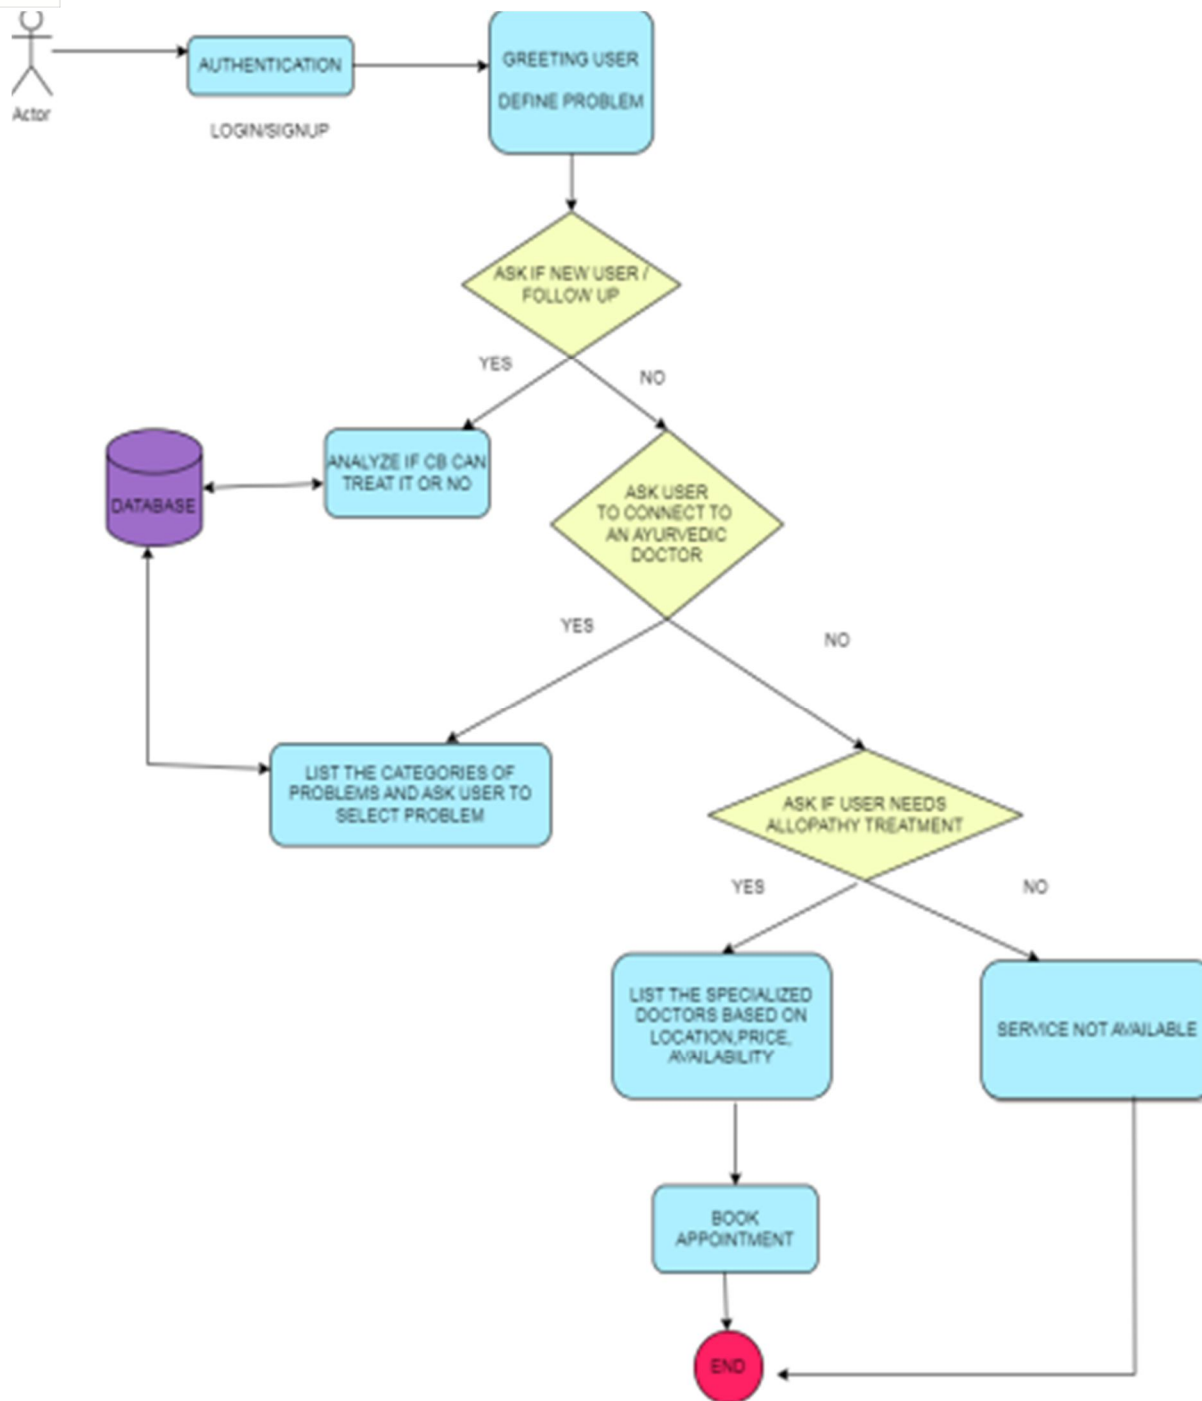 Actor
AUTHENTICATION
LOGIN/SIGNUP
GREETING USER
DEFINE PROBLEM
ASK IF NEW USER /
FOLLOW UP
YES
NO
DATABASE
ANALYZE IF CB CAN
TREAT IT OR NO
ASK USER
TO CONNECT TO
AN AYURVEDIC
DOCTOR
YES
NO
LIST THE CATEGORIES OF
PROBLEMS AND ASK USER TO
SELECT PROBLEM
ASK IF USER NEEDS
ALLOPATHY TREATMENT
YES
NO
LIST THE SPECIALIZED
DOCTORS BASED ON
LOCATION,PRICE,
AVAILABILITY
SERVICE NOT AVAILABLE
BOOK
APPOINTMENT
END